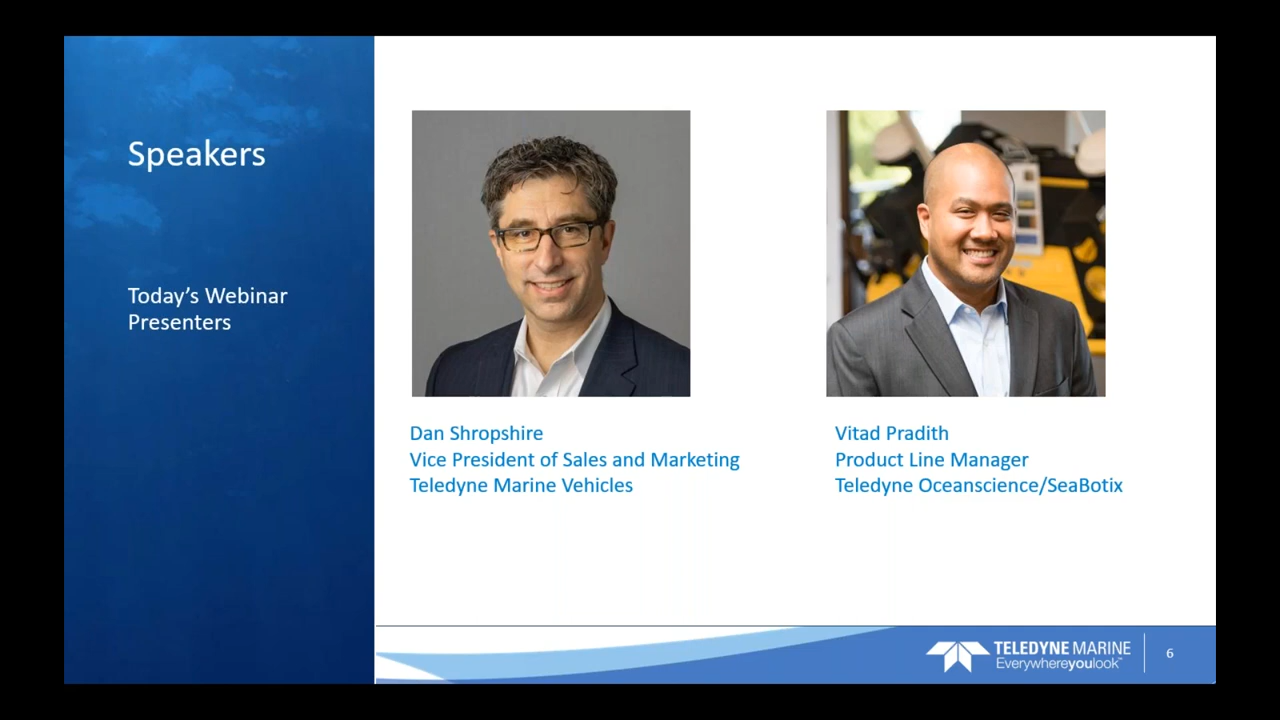 Speakers
Today’s Webinar
Presenters
Dan Shropshire
Vice President of Sales and Marketing
Teledyne Marine Vehicles
Vitad Pradith
Product Line Manager
Teledyne Oceanscience/SeaBotix
TELEDYNE MARINE
Everywhereyoulook™
6